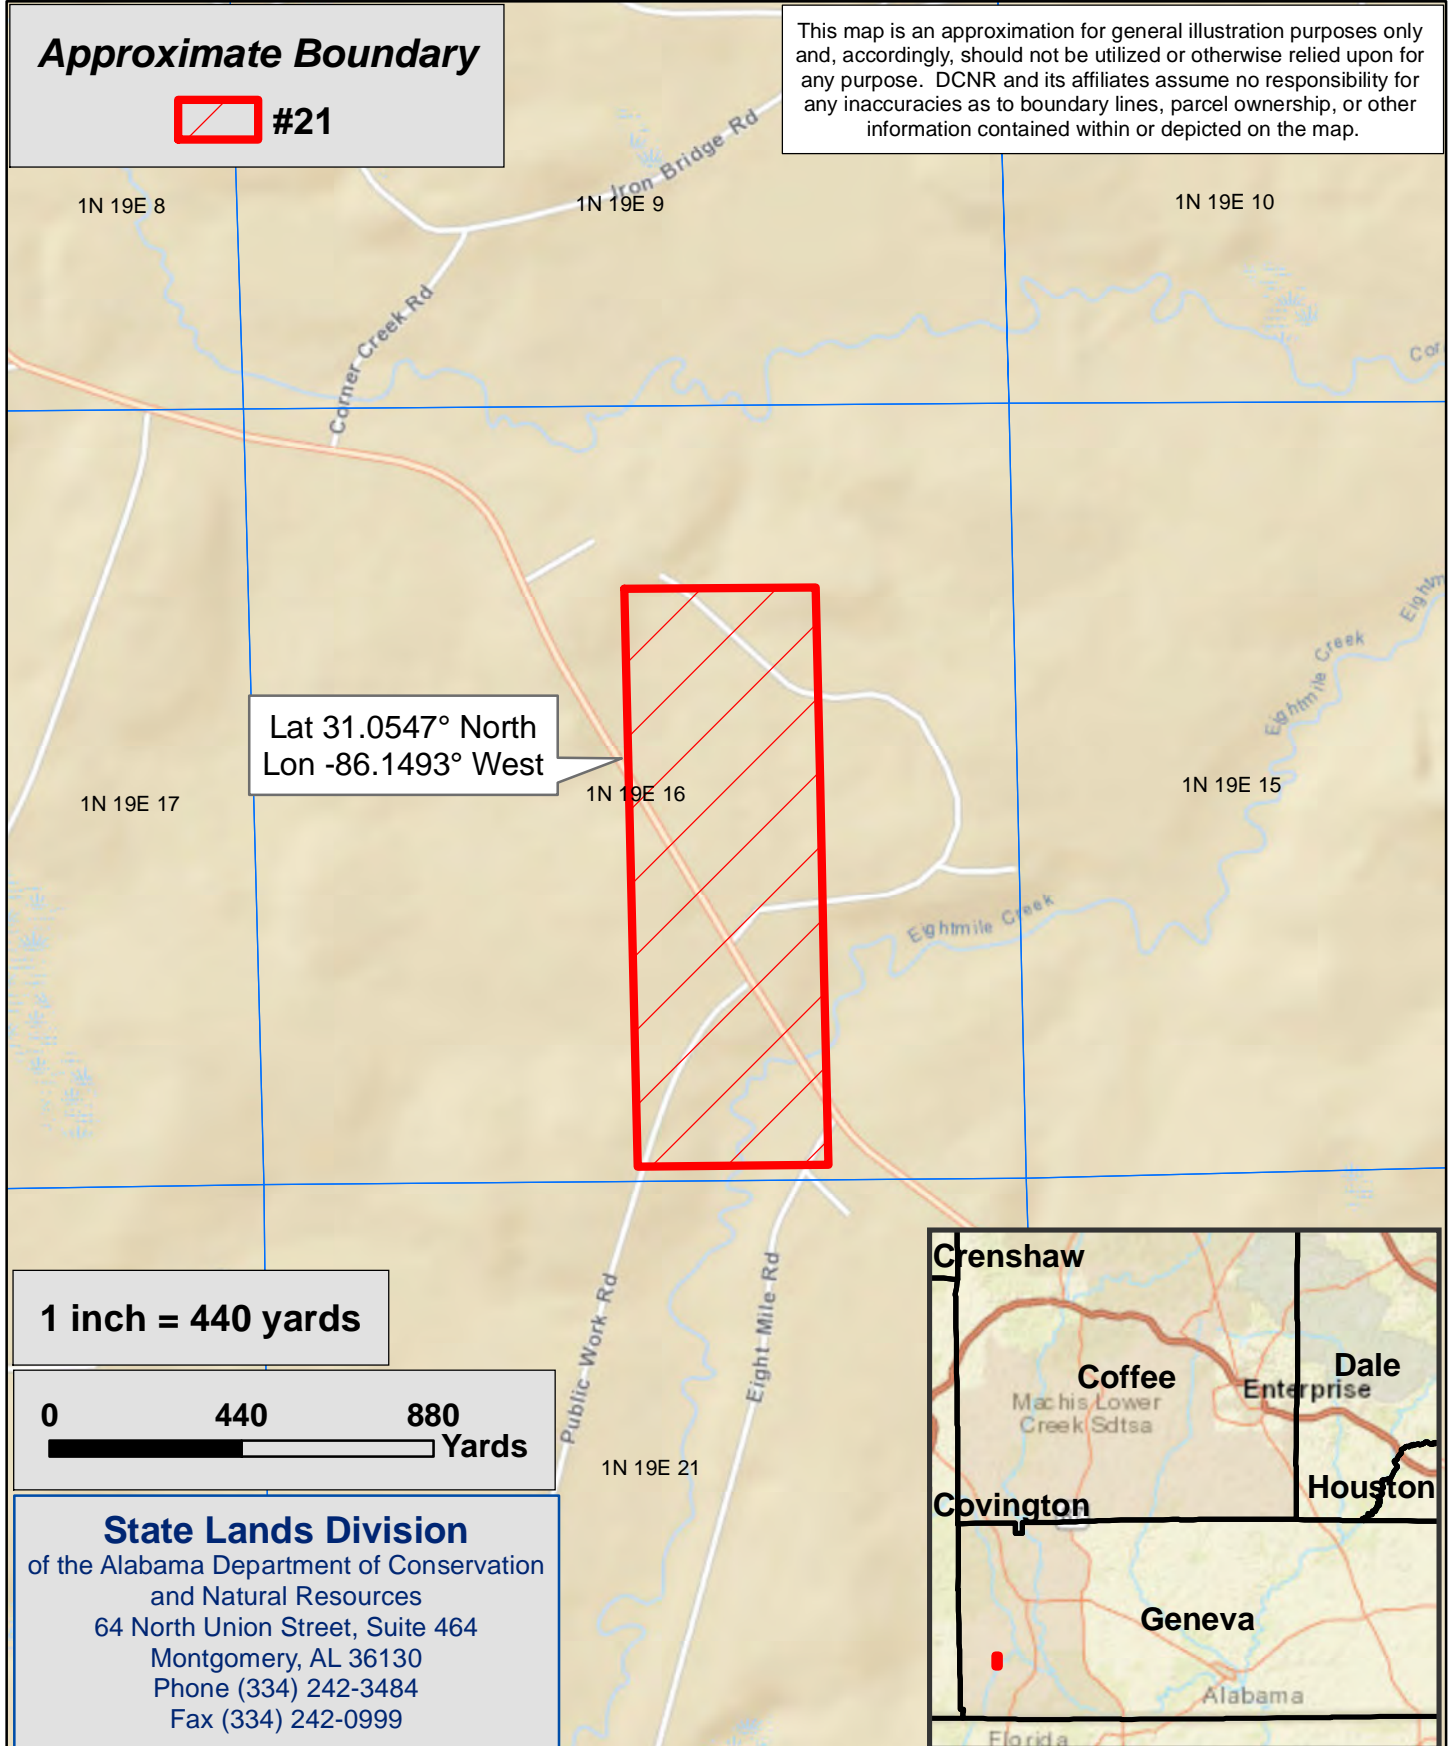 Approximate Boundary
#21
This map is an approximation for general illustration purposes only
and, accordingly, should not be utilized or otherwise relied upon for
any purpose. DCNR and its affiliates assume no responsibility for
any inaccuracies as to boundary lines, parcel ownership, or other
information contained within or depicted on the map.
Iron Bridge Rd
1N 19E 8
1N 19E 9
1N 19E 10
Corner Creek Rd
Eightmile Creek
Lat 31.0547° North
Lon -86.1493° West
1N 19E 17
1N 19E 16
1N 19E 15
Eightmile Creek
Public Work Rd
Eight Mile Rd
1N 19E 21
1 inch = 440 yards
0 440 880
Yards
State Lands Division
of the Alabama Department of Conservation
and Natural Resources
64 North Union Street, Suite 464
Montgomery, AL 36130
Phone (334) 242-3484
Fax (334) 242-0999
Crenshaw
Coffee
Dale
Enterprise
Machis Lower
Creek Sdtsa
Houston
Covington
Geneva
Alabama
Florida